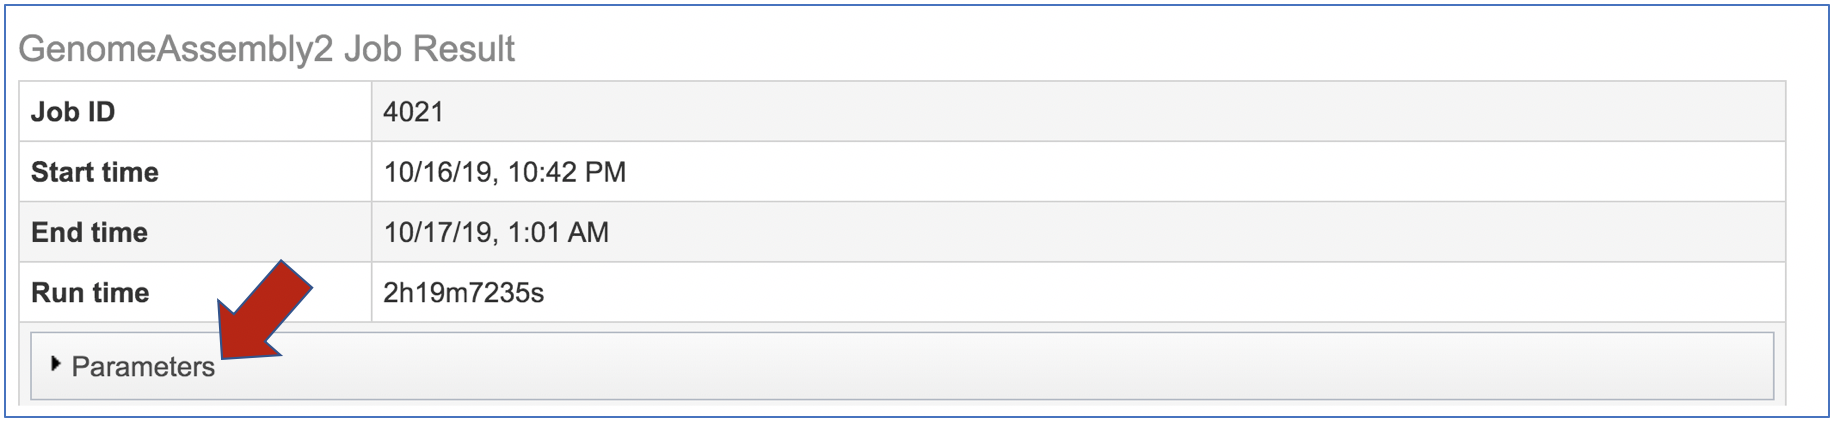 GenomeAssembly2 Job Result
Job ID 4021
Start time 10/16/19, 10:42 PM
End time 10/17/19, 1:01 AM
Run time 2h19m7235s
Parameters